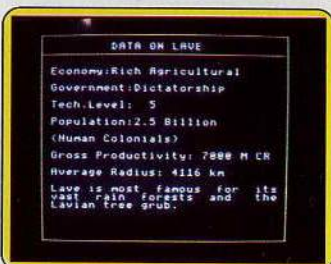 DATA ON LAVE
Economy:Rich Agricultural
Government:Dictatorship
Tech.Level: 5
Population:2.5 Billion
(Human Colonials)
Gross Productivity: 7000 M CR
Average Radius: 4116 km
Lave is most famous for its
vast rain forests and the
Lavian tree grub.